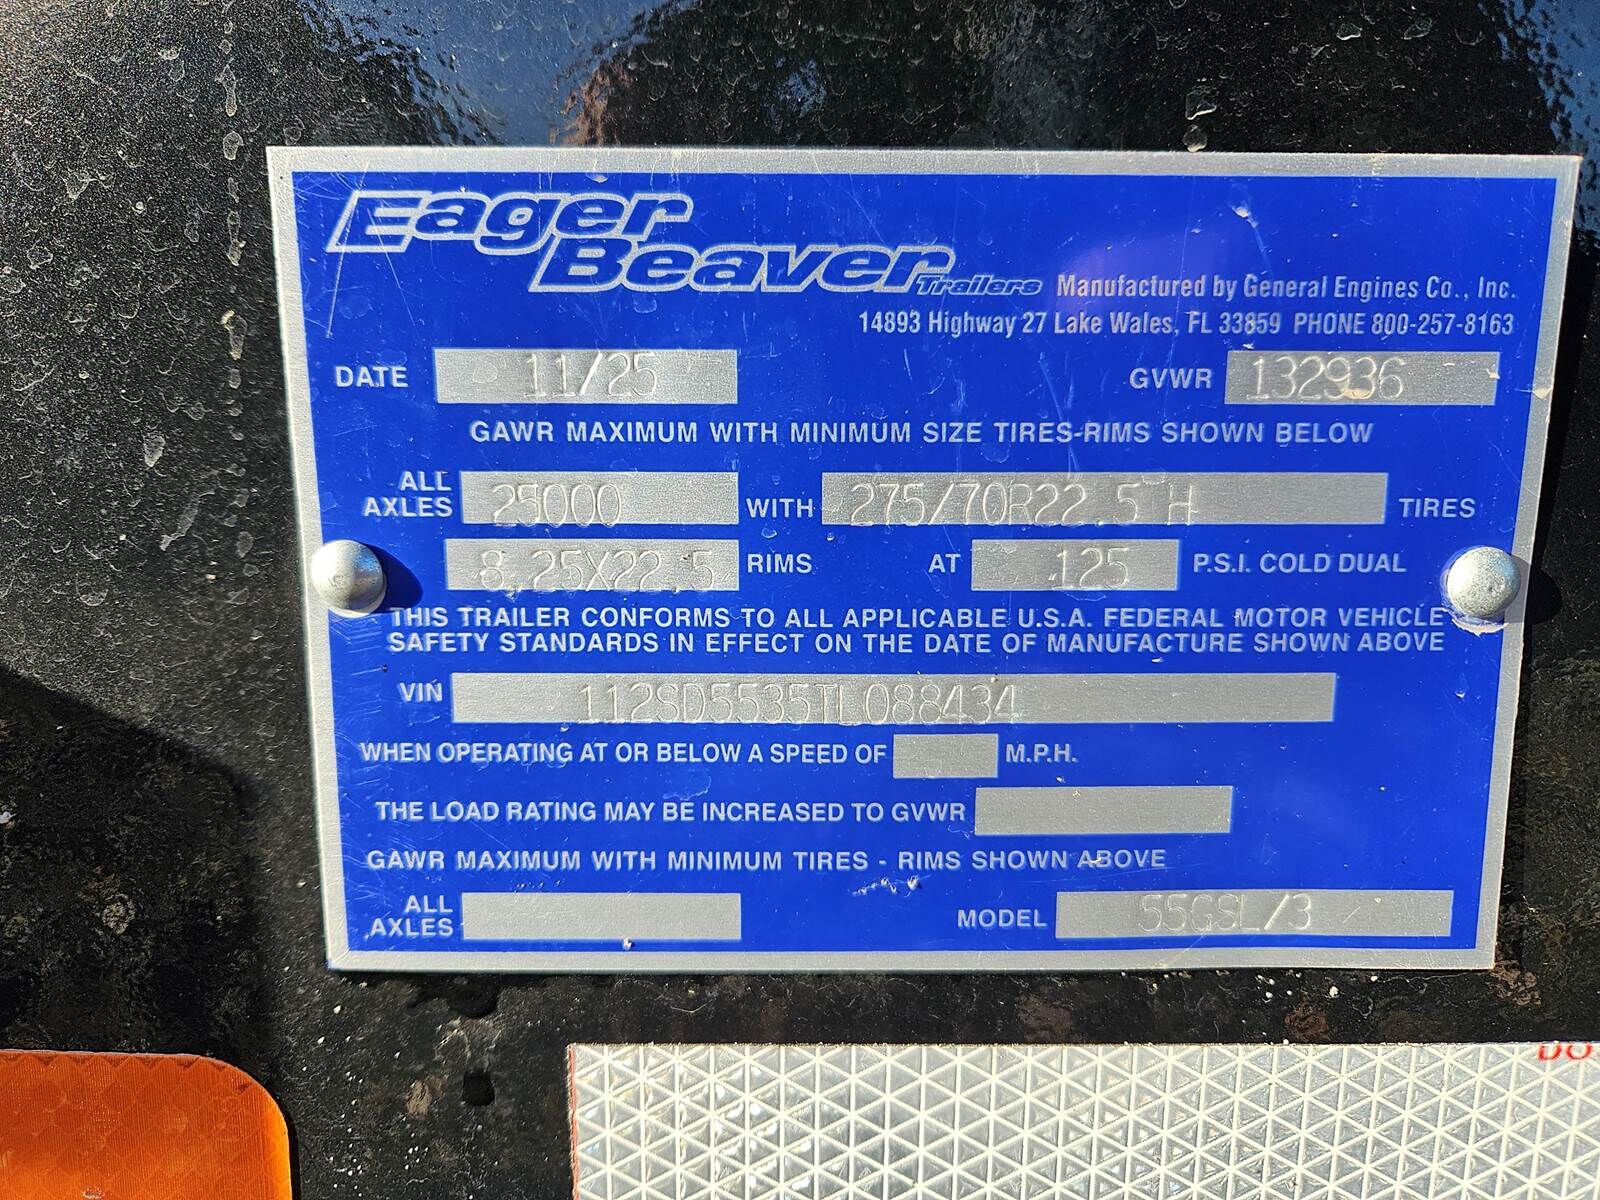 Eager
Beaver
Trailers Manufactured by General Engines Co., Inc.
14893 Highway 27 Lake Wales, FL 33859 PHONE 800-257-8163
DATE 11/25 GVWR 132936
GAWR MAXIMUM WITH MINIMUM SIZE TIRES-RIMS SHOWN BELOW
ALL AXLES 25000 WITH 275/70R22.5 H TIRES
8.25X22.5 RIMS AT 125 P.S.I. COLD DUAL
THIS TRAILER CONFORMS TO ALL APPLICABLE U.S.A. FEDERAL MOTOR VEHICLE
SAFETY STANDARDS IN EFFECT ON THE DATE OF MANUFACTURE SHOWN ABOVE
VIN 112SD5535TL088434
WHEN OPERATING AT OR BELOW A SPEED OF M.P.H.
THE LOAD RATING MAY BE INCREASED TO GVWR
GAWR MAXIMUM WITH MINIMUM TIRES - RIMS SHOWN ABOVE
ALL AXLES MODEL 55GSL/3